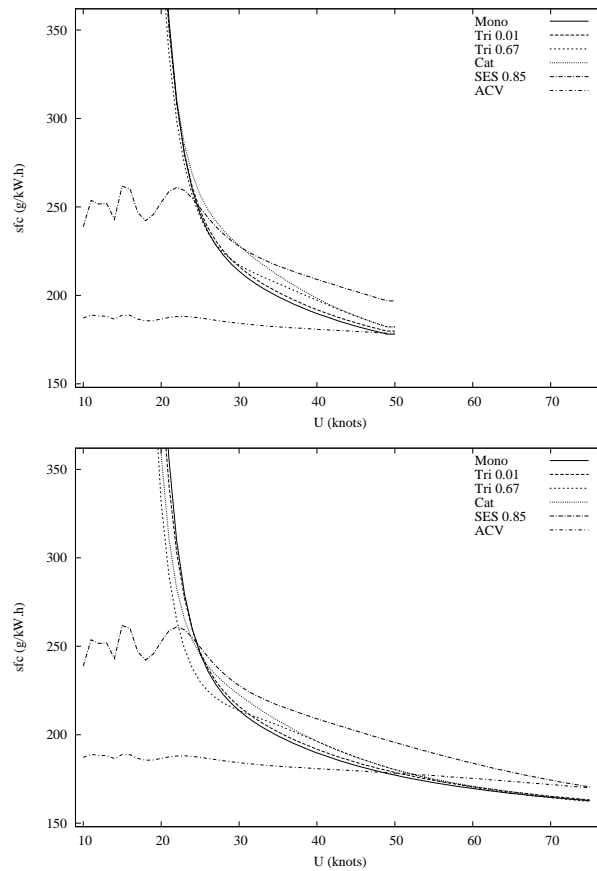 350
300
250
200
150
sfc (g/kW.h)
10 20 30 40 50 60 70
U (knots)
Mono
Tri 0.01
Tri 0.67
Cat
SES 0.85
ACV
350
300
250
200
150
sfc (g/kW.h)
10 20 30 40 50 60 70
U (knots)
Mono
Tri 0.01
Tri 0.67
Cat
SES 0.85
ACV